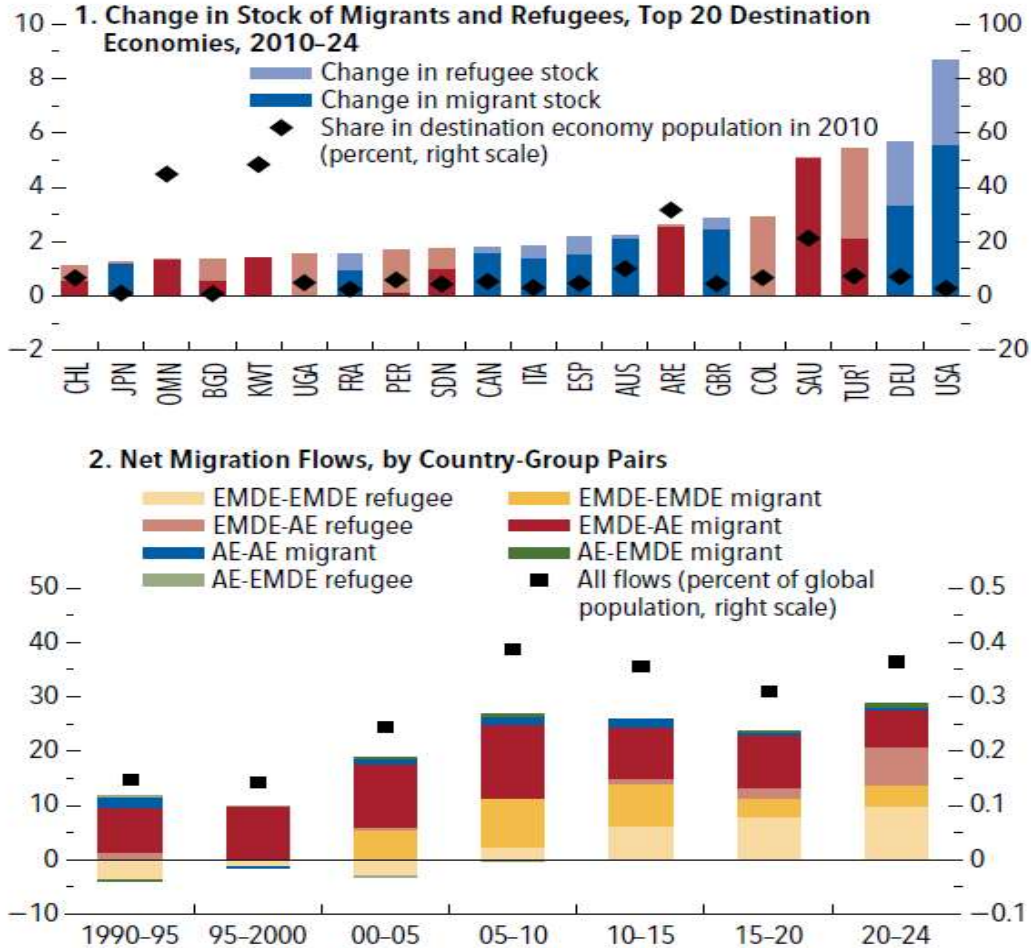 1. Change in Stock of Migrants and Refugees, Top 20 Destination
Economies, 2010–24
Change in refugee stock
Change in migrant stock
Share in destination economy population in 2010
(percent, right scale)
10
8
6
4
2
0
−2
100
80
60
40
20
0
−20
CHL
JPN
OMN
BGD
KWT
UGA
FRA
PER
SDN
CAN
ITA
ESP
AUS
ARE
GBR
COL
SAU
TUR¹
DEU
USA
2. Net Migration Flows, by Country-Group Pairs
EMDE-EMDE refugee
EMDE-EMDE migrant
EMDE-AE refugee
EMDE-AE migrant
AE-AE migrant
AE-EMDE migrant
AE-EMDE refugee
All flows (percent of global
population, right scale)
50
40
30
20
10
0
−10
0.5
0.4
0.3
0.2
0.1
0
−0.1
1990–95
95–2000
00–05
05–10
10–15
15–20
20–24